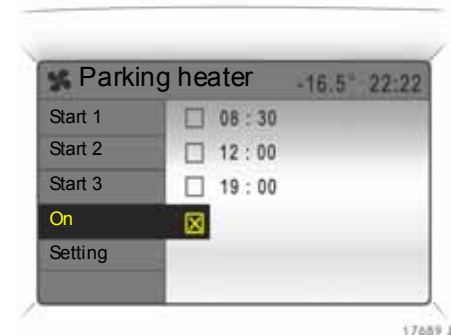 Parking heater -16.5° 22:22
Start 1 08 : 30
Start 2 12 : 00
Start 3 19 : 00
On
Setting